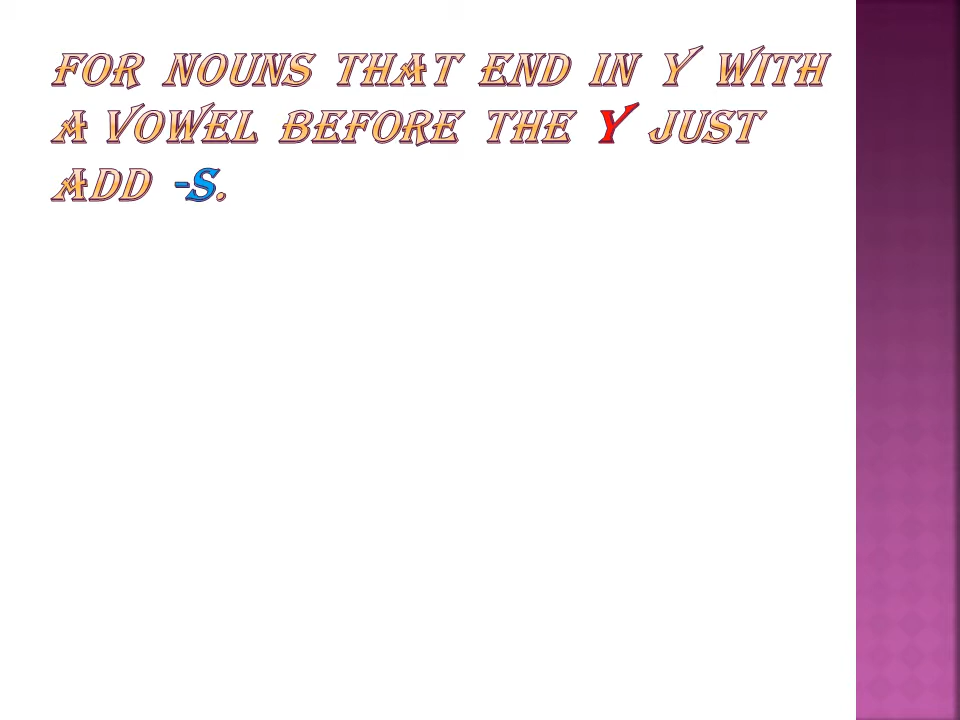 FOR NOUNS THAT END IN Y WITH
A VOWEL BEFORE THE Y JUST
ADD -S.